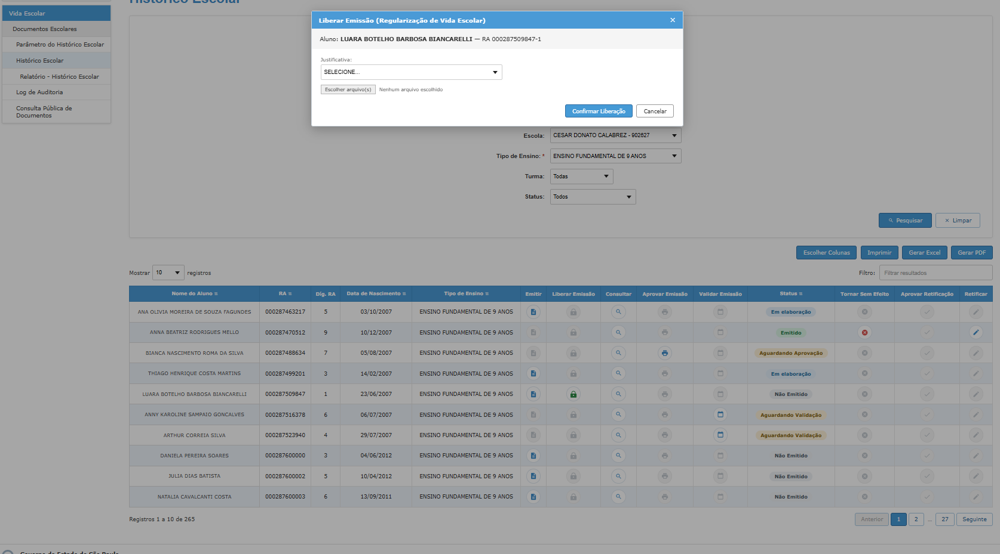 Histórico Escolar
Vida Escolar
Documentos Escolares
Parâmetro do Histórico Escolar
Histórico Escolar
Relatório - Histórico Escolar
Log de Auditoria
Consulta Pública de
Documentos
Liberar Emissão (Regularização de Vida Escolar) ×
Aluno: LUARA BOTELHO BARBOSA BIANCARELLI — RA 000287509847-1
Justificativa:
SELECIONE...
Escolher arquivo(s) Nenhum arquivo escolhido
Confirmar Liberação Cancelar
Escola: CESAR DONATO CALABREZ - 902627
Tipo de Ensino: * ENSINO FUNDAMENTAL DE 9 ANOS
Turma: Todas
Status: Todos
Pesquisar × Limpar
Escolher Colunas Imprimir Gerar Excel Gerar PDF
Mostrar 10 registros Filtro: Filtrar resultados
Nome do Aluno RA Dig. RA Data de Nascimento Tipo de Ensino Emitir Liberar Emissão Consultar Aprovar Emissão Validar Emissão Status Tornar Sem Efeito Aprovar Retificação Retificar
ANA OLIVIA MOREIRA DE SOUZA FAGUNDES 000287463217 5 03/10/2007 ENSINO FUNDAMENTAL DE 9 ANOS Em elaboração
ANNA BEATRIZ RODRIGUES MELLO 000287470512 9 10/12/2007 ENSINO FUNDAMENTAL DE 9 ANOS Emitido
BIANCA NASCIMENTO ROMA DA SILVA 000287488634 7 05/08/2007 ENSINO FUNDAMENTAL DE 9 ANOS Aguardando Aprovação
THIAGO HENRIQUE COSTA MARTINS 000287499201 3 14/02/2007 ENSINO FUNDAMENTAL DE 9 ANOS Em elaboração
LUARA BOTELHO BARBOSA BIANCARELLI 000287509847 1 23/06/2007 ENSINO FUNDAMENTAL DE 9 ANOS Não Emitido
ANNY KAROLINE SAMPAIO GONCALVES 000287516378 6 06/07/2007 ENSINO FUNDAMENTAL DE 9 ANOS Aguardando Validação
ARTHUR CORREIA SILVA 000287523940 4 29/07/2007 ENSINO FUNDAMENTAL DE 9 ANOS Aguardando Validação
DANIELA PEREIRA SOARES 000287600000 3 04/06/2012 ENSINO FUNDAMENTAL DE 9 ANOS Não Emitido
JULIA DIAS BATISTA 000287600002 5 10/04/2012 ENSINO FUNDAMENTAL DE 9 ANOS Não Emitido
NATALIA CAVALCANTI COSTA 000287600003 6 13/09/2011 ENSINO FUNDAMENTAL DE 9 ANOS Não Emitido
Registros 1 a 10 de 265 Anterior 1 2 ... 27 Seguinte
Governo do Estado de São Paulo